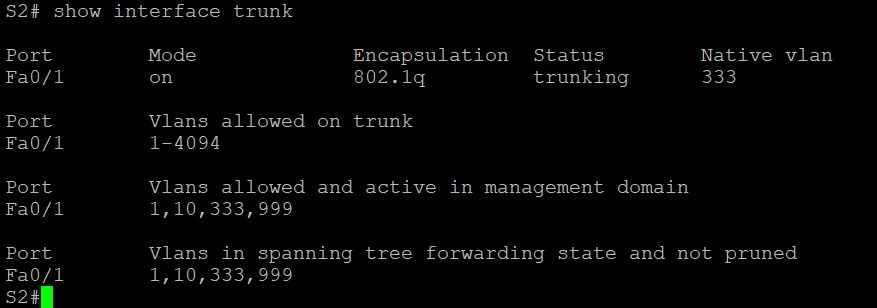 S2# show interface trunk
Port Mode Encapsulation Status Native vlan
Fa0/1 on 802.1q trunking 333
Port Vlans allowed on trunk
Fa0/1 1-4094
Port Vlans allowed and active in management domain
Fa0/1 1,10,333,999
Port Vlans in spanning tree forwarding state and not pruned
Fa0/1 1,10,333,999
S2#